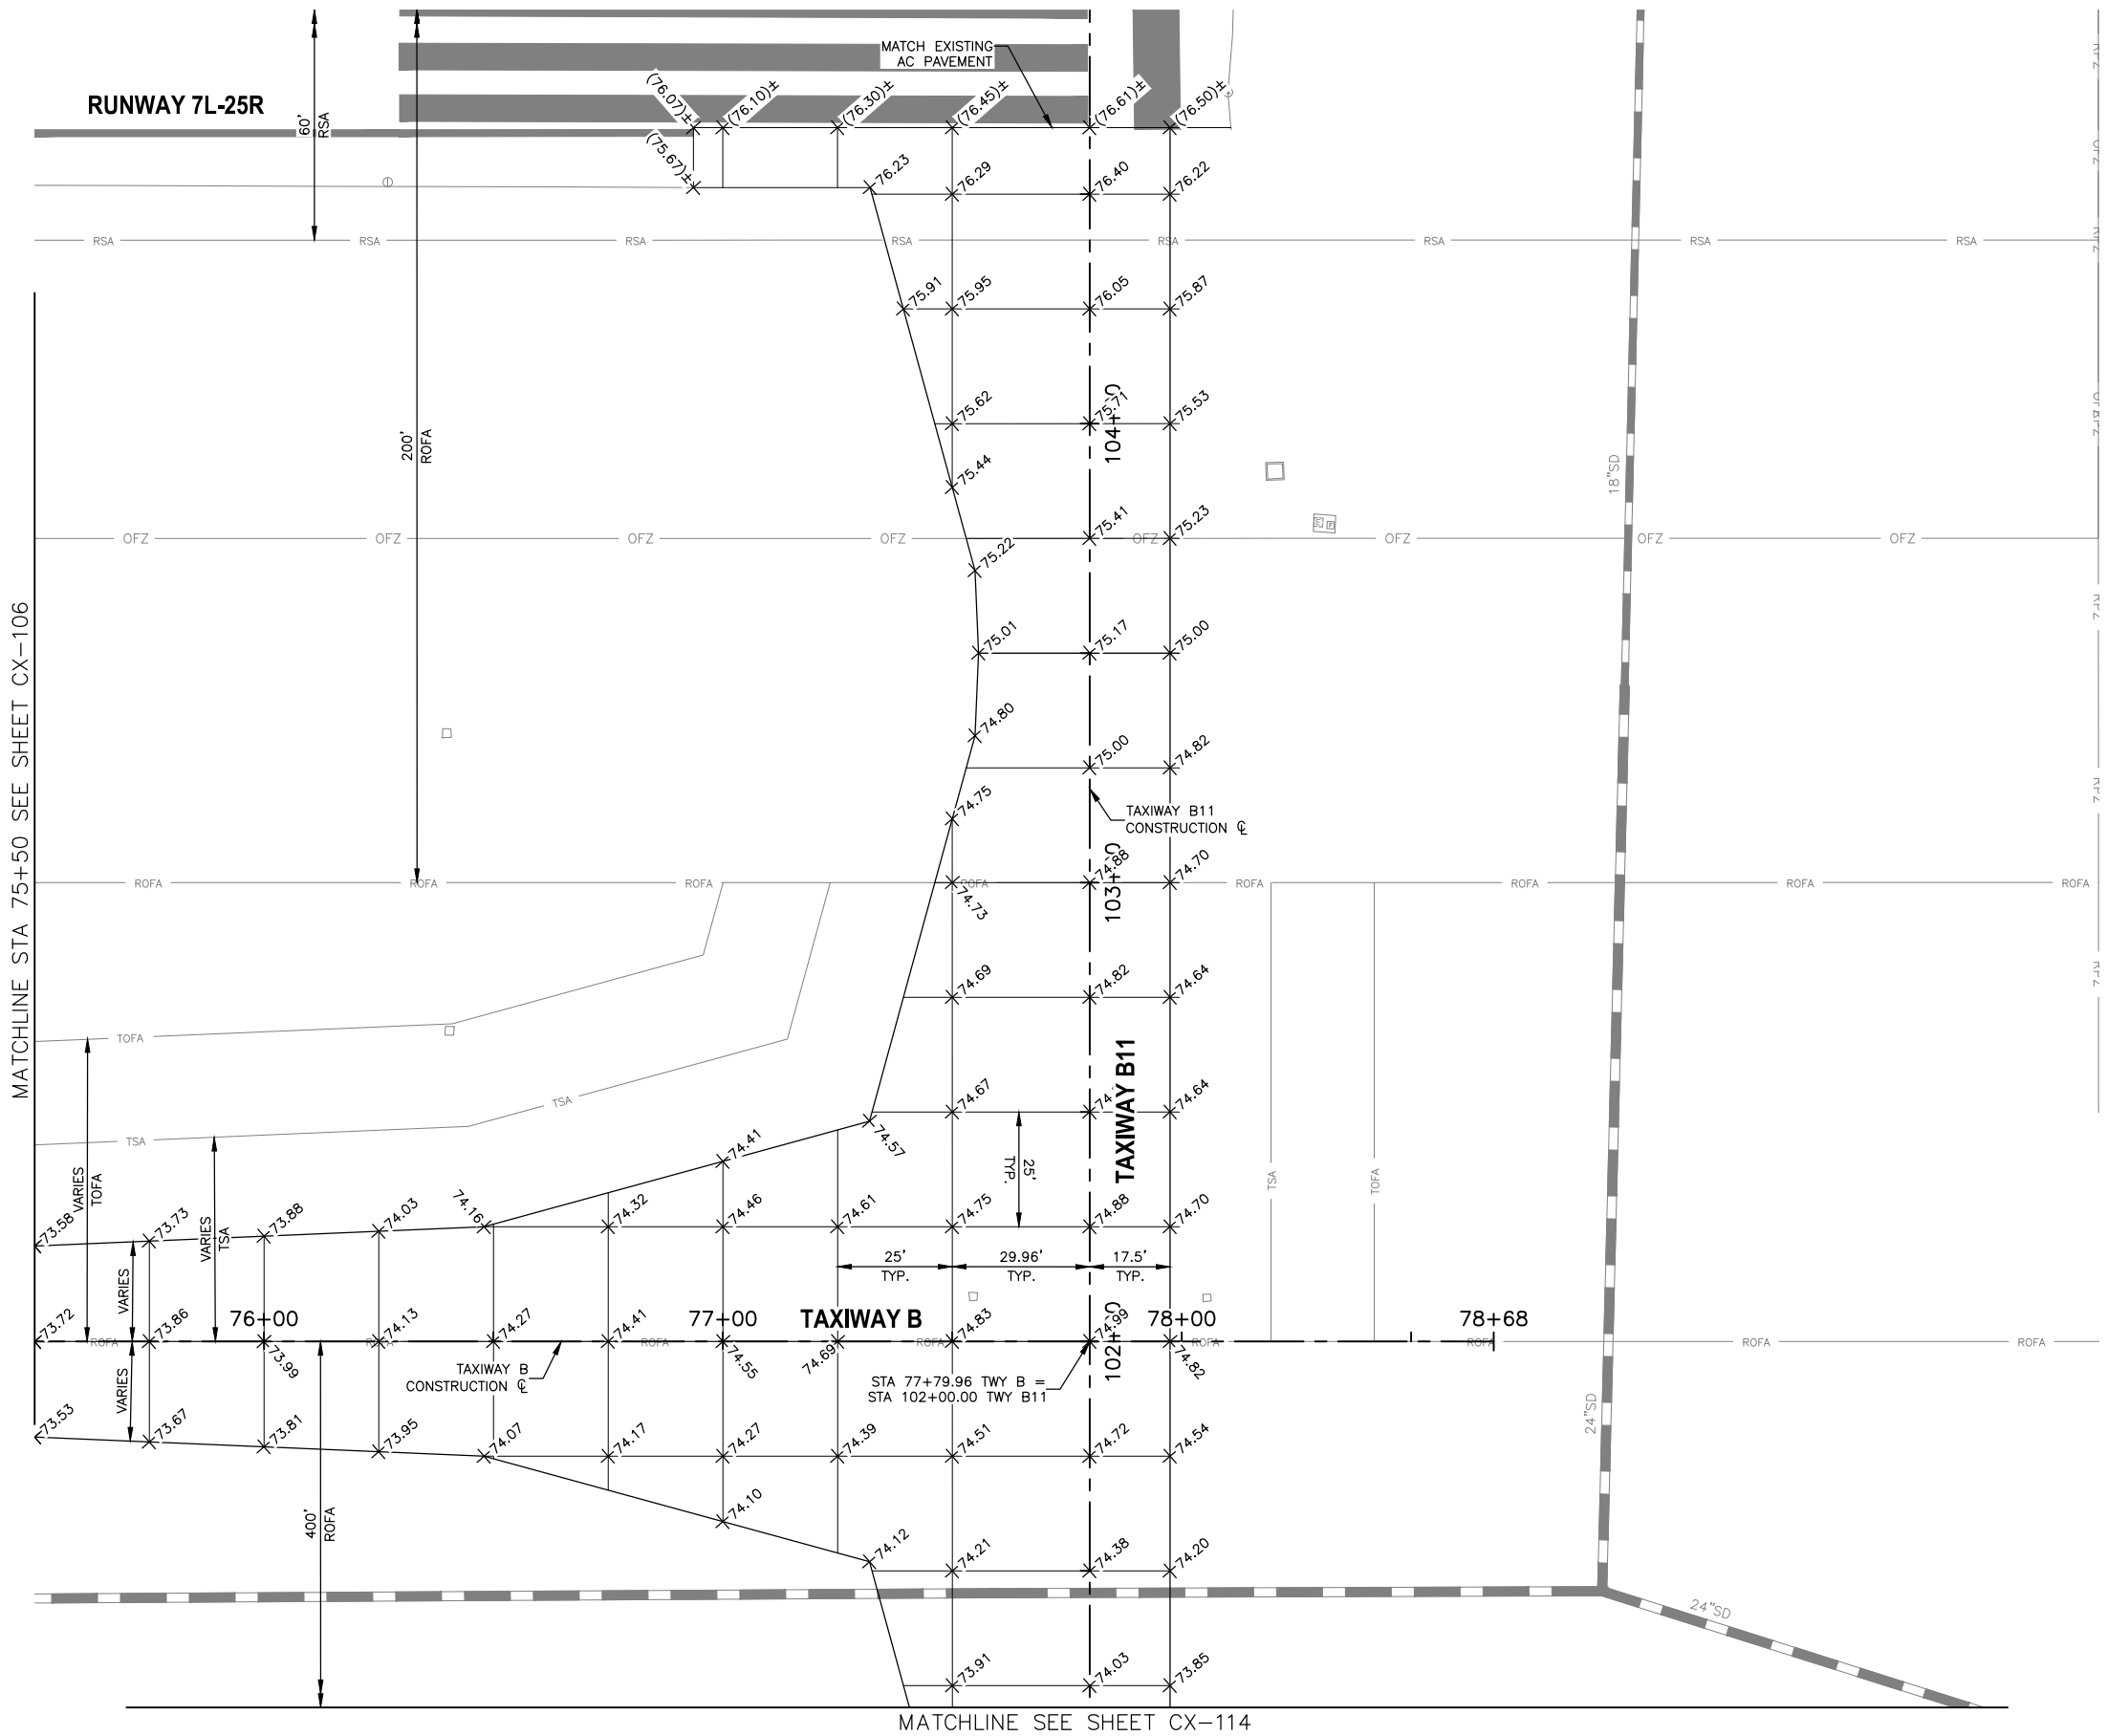 MATCH EXISTING
AC PAVEMENT
RUNWAY 7L-25R
60'
RSA
(76.07)±
(76.10)±
(76.30)±
(76.45)±
(76.61)±
(76.50)±
(75.67)±
76.23
76.29
76.40
76.22
RSA
RSA
RSA
RSA
RSA
RSA
RSA
RSA
75.91
75.95
76.05
75.87
200'
ROFA
75.62
75.71
75.53
75.44
18"SD
OFZ
OFZ
OFZ
OFZ
OFZ
OFZ
OFZ
OFZ
75.22
75.41
75.23
75.01
75.17
75.00
74.80
75.00
74.82
MATCHLINE STA 75+50 SEE SHEET CX-106
74.75
TAXIWAY B11
CONSTRUCTION ℄
74.88
74.70
ROFA
ROFA
ROFA
ROFA
ROFA
ROFA
ROFA
ROFA
74.73
74.69
74.82
74.64
TOFA
TSA
TSA
74.67
74.64
TAXIWAY B11
74.57
74.41
25'
TYP.
TSA
TOFA
VARIES
TOFA
VARIES
TSA
73.58
73.73
73.88
74.03
74.16
74.32
74.46
74.61
74.75
74.88
74.70
25'
TYP.
29.96'
TYP.
17.5'
TYP.
VARIES
76+00
77+00
TAXIWAY B
78+00
78+68
73.72
73.86
73.99
74.13
74.27
74.41
74.55
74.69
74.83
74.99
74.82
ROFA
ROFA
ROFA
ROFA
ROFA
ROFA
ROFA
ROFA
TAXIWAY B
CONSTRUCTION ℄
STA 77+79.96 TWY B =
STA 102+00.00 TWY B11
VARIES
24"SD
73.53
73.67
73.81
73.95
74.07
74.17
74.27
74.39
74.51
74.72
74.54
400'
ROFA
74.10
74.12
74.21
74.38
74.20
24"SD
73.91
74.03
73.85
MATCHLINE SEE SHEET CX-114